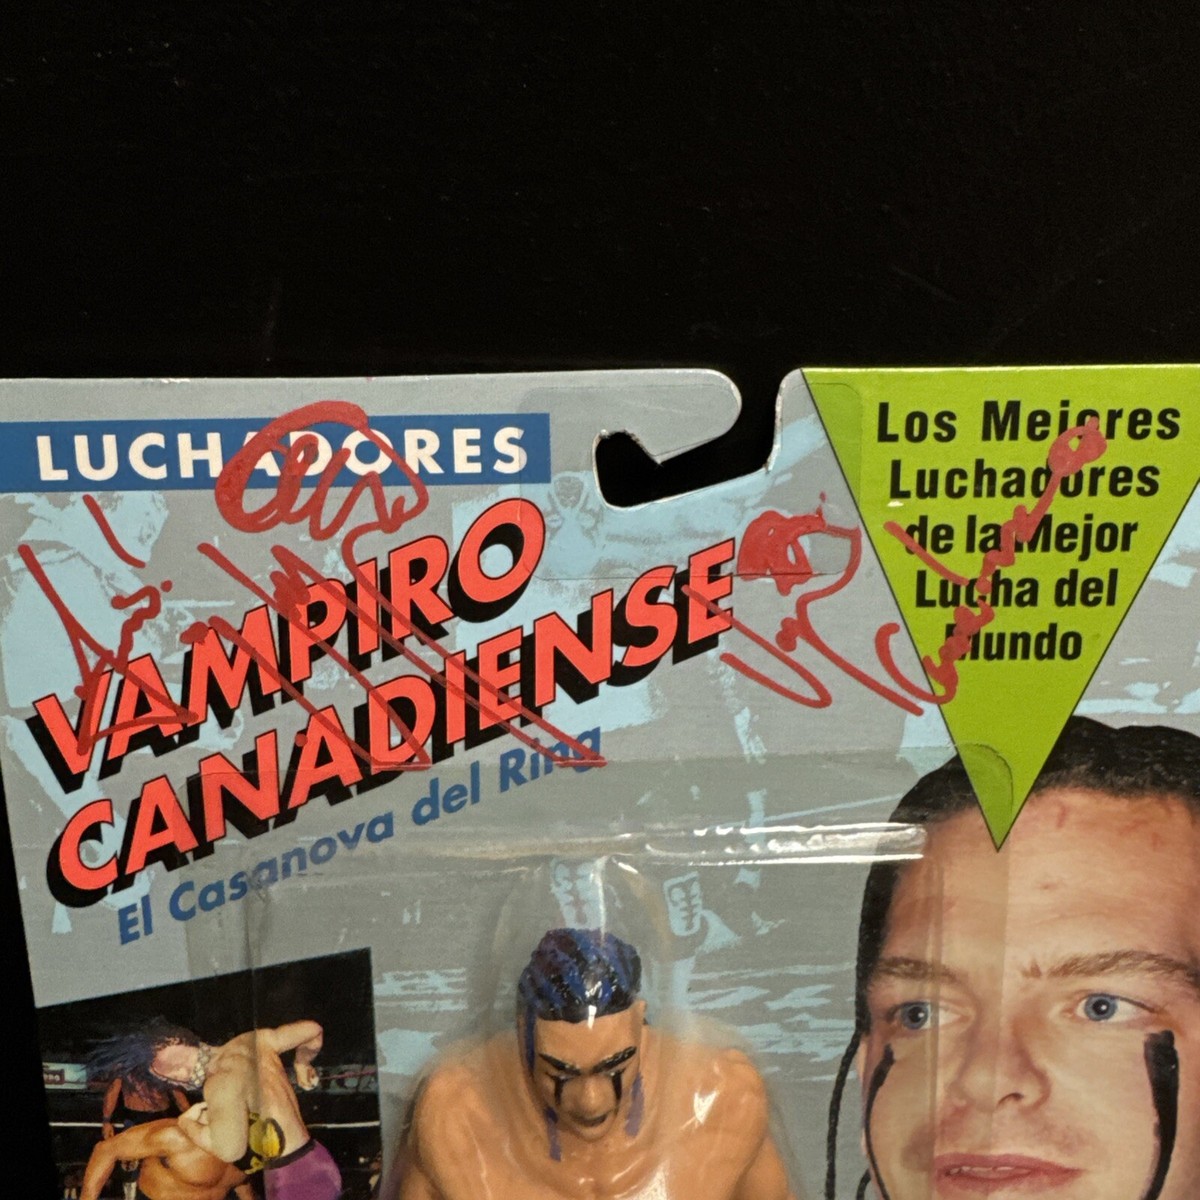 LUCHADORES
VAMPIRO
CANADIENSE
El Casanova del Ring
Los Mejores
Luchadores
de la Mejor
Lucha del
Mundo